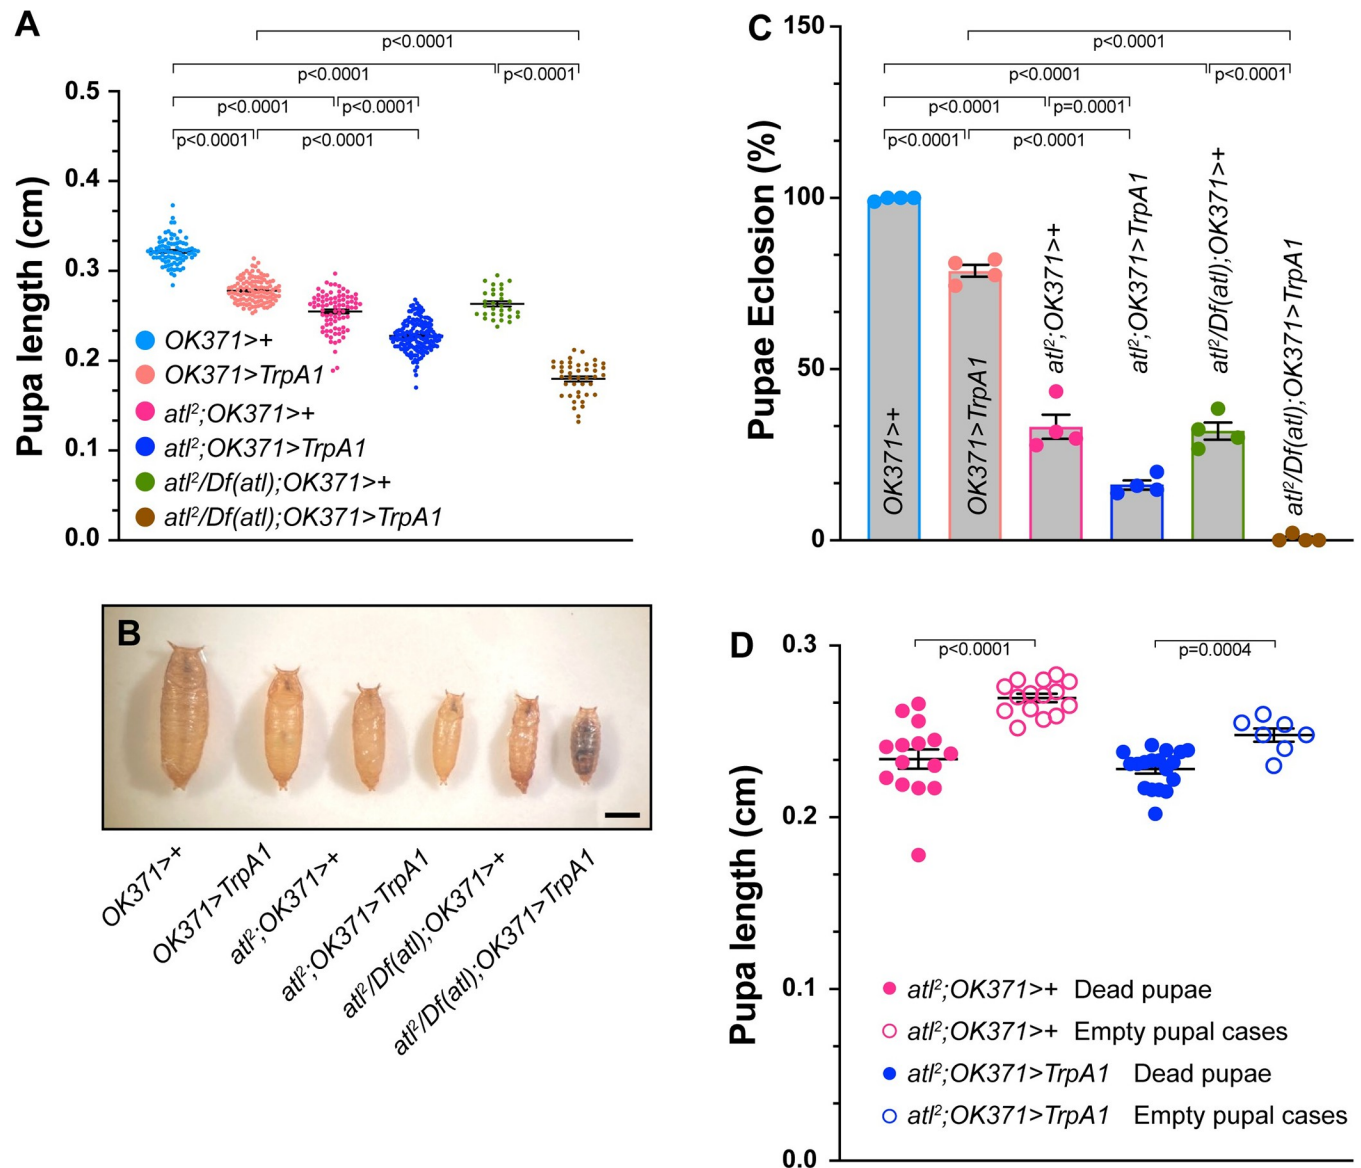 A
p<0.0001
p<0.0001 p<0.0001
p<0.0001 p<0.0001
p<0.0001 p<0.0001
Pupa length (cm)
0.5
0.4
0.3
0.2
0.1
0.0
OK371>+
OK371>TrpA1
atl²;OK371>+
atl²;OK371>TrpA1
atl²/Df(atl);OK371>+
atl²/Df(atl);OK371>TrpA1
B
OK371>+
OK371>TrpA1
atl²;OK371>+
atl²;OK371>TrpA1
atl²/Df(atl);OK371>+
atl²/Df(atl);OK371>TrpA1
C
p<0.0001
p<0.0001 p<0.0001
p<0.0001 p=0.0001
p<0.0001 p<0.0001
Pupae Eclosion (%)
150
100
50
0
OK371>+
OK371>TrpA1
atl²;OK371>+
atl²;OK371>TrpA1
atl²/Df(atl);OK371>+
atl²/Df(atl);OK371>TrpA1
D
p<0.0001 p=0.0004
Pupa length (cm)
0.3
0.2
0.1
0.0
atl²;OK371>+ Dead pupae
atl²;OK371>+ Empty pupal cases
atl²;OK371>TrpA1 Dead pupae
atl²;OK371>TrpA1 Empty pupal cases